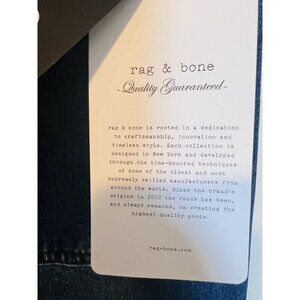 rag & bone
-Quality Guaranteed-
rag & bone is rooted in a dedication
to craftsmanship, innovation and
timeless style. Each collection is
designed in New York and developed
through the time-honored techniques
of some of the oldest and most
supremely skilled manufacturers from
around the world. Since the brand's
origins in 2002 the focus has been,
and always remains, on creating the
highest quality goods.
rag-bone.com